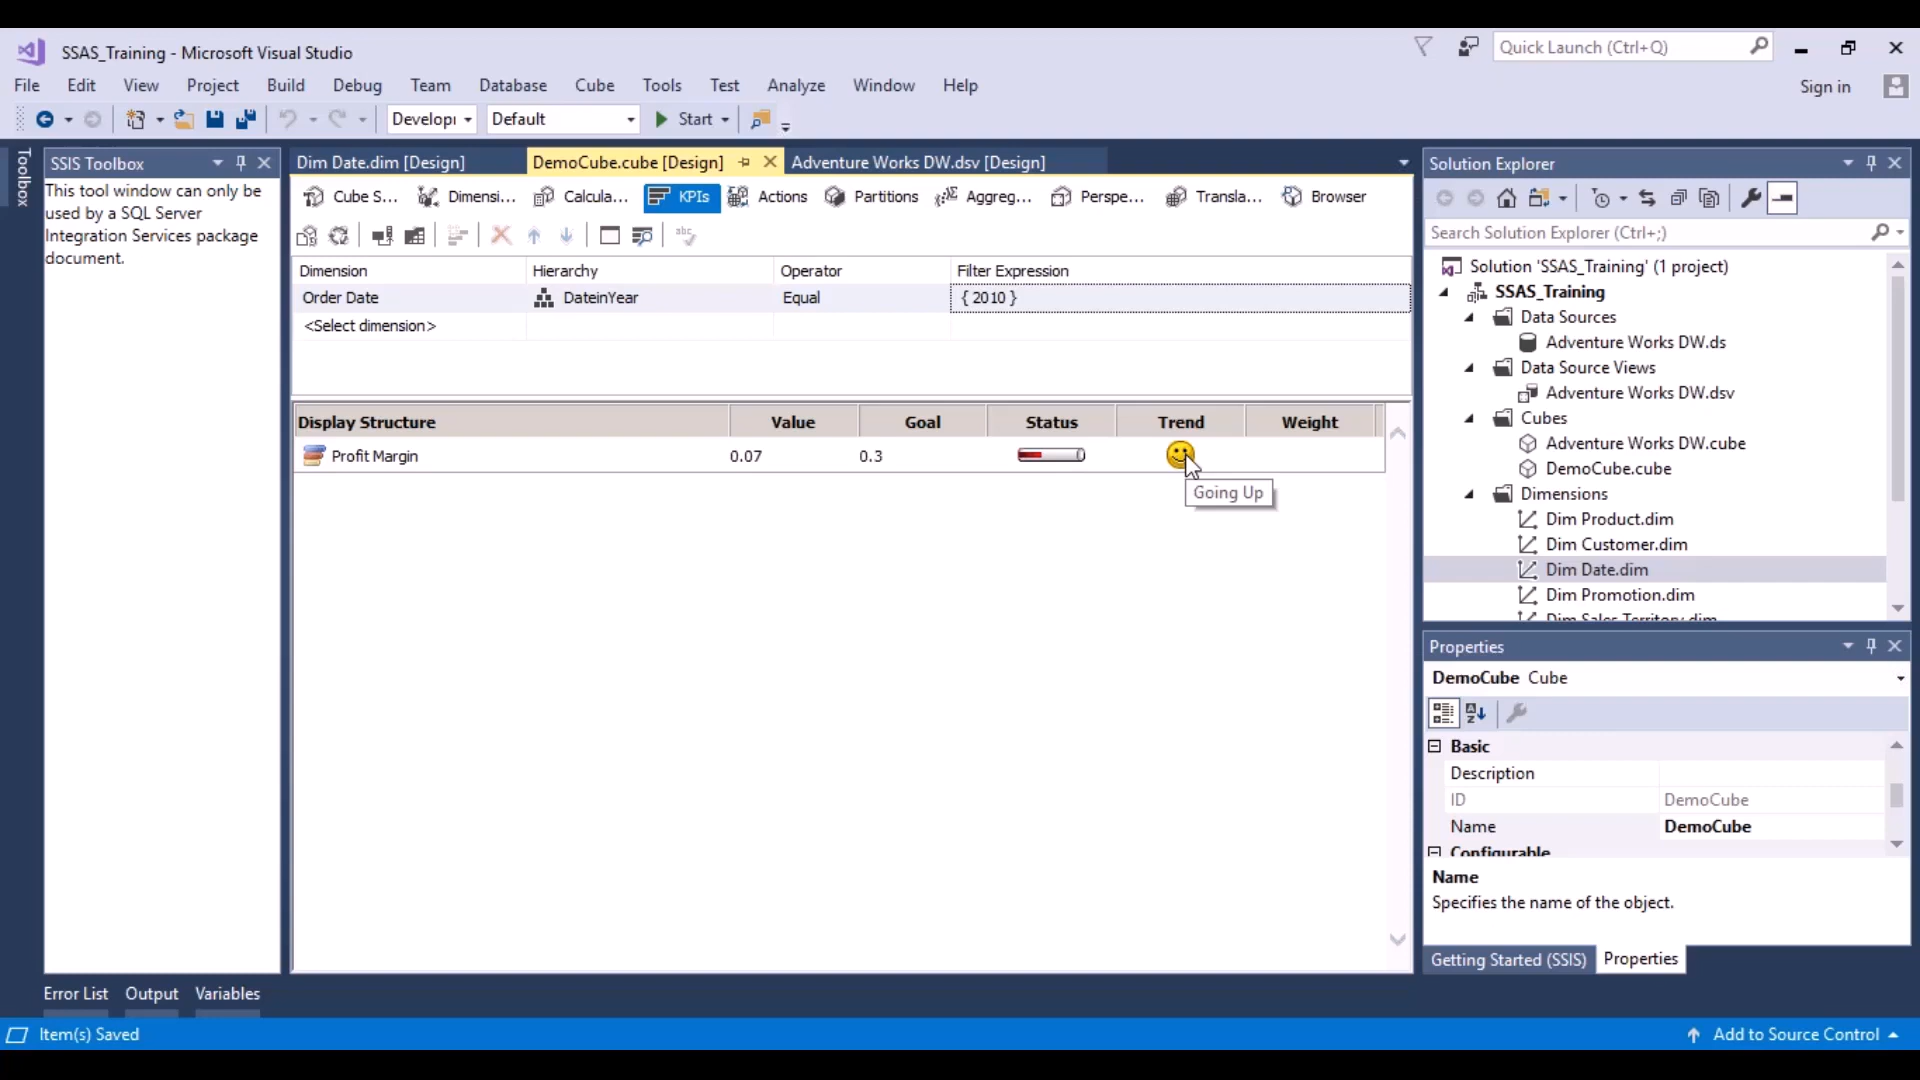 SSAS_Training - Microsoft Visual Studio
Quick Launch (Ctrl+Q)
File Edit View Project Build Debug Team Database Cube Tools Test Analyze Window Help
Sign in
Developi Default Start
Toolbox
SSIS Toolbox
This tool window can only be
used by a SQL Server
Integration Services package
document.
Dim Date.dim [Design] DemoCube.cube [Design] Adventure Works DW.dsv [Design]
Cube S... Dimensi... Calcula... KPIs Actions Partitions Aggreg... Perspe... Transla... Browser
abc
Dimension Hierarchy Operator Filter Expression
Order Date DateinYear Equal { 2010 }
<Select dimension>
Display Structure Value Goal Status Trend Weight
Profit Margin 0.07 0.3
Going Up
Solution Explorer
Search Solution Explorer (Ctrl+;)
Solution 'SSAS_Training' (1 project)
SSAS_Training
Data Sources
Adventure Works DW.ds
Data Source Views
Adventure Works DW.dsv
Cubes
Adventure Works DW.cube
DemoCube.cube
Dimensions
Dim Product.dim
Dim Customer.dim
Dim Date.dim
Dim Promotion.dim
Dim Sales Territory.dim
Properties
DemoCube Cube
Basic
Description
ID DemoCube
Name DemoCube
Configurable
Name
Specifies the name of the object.
Getting Started (SSIS) Properties
Error List Output Variables
Item(s) Saved
Add to Source Control